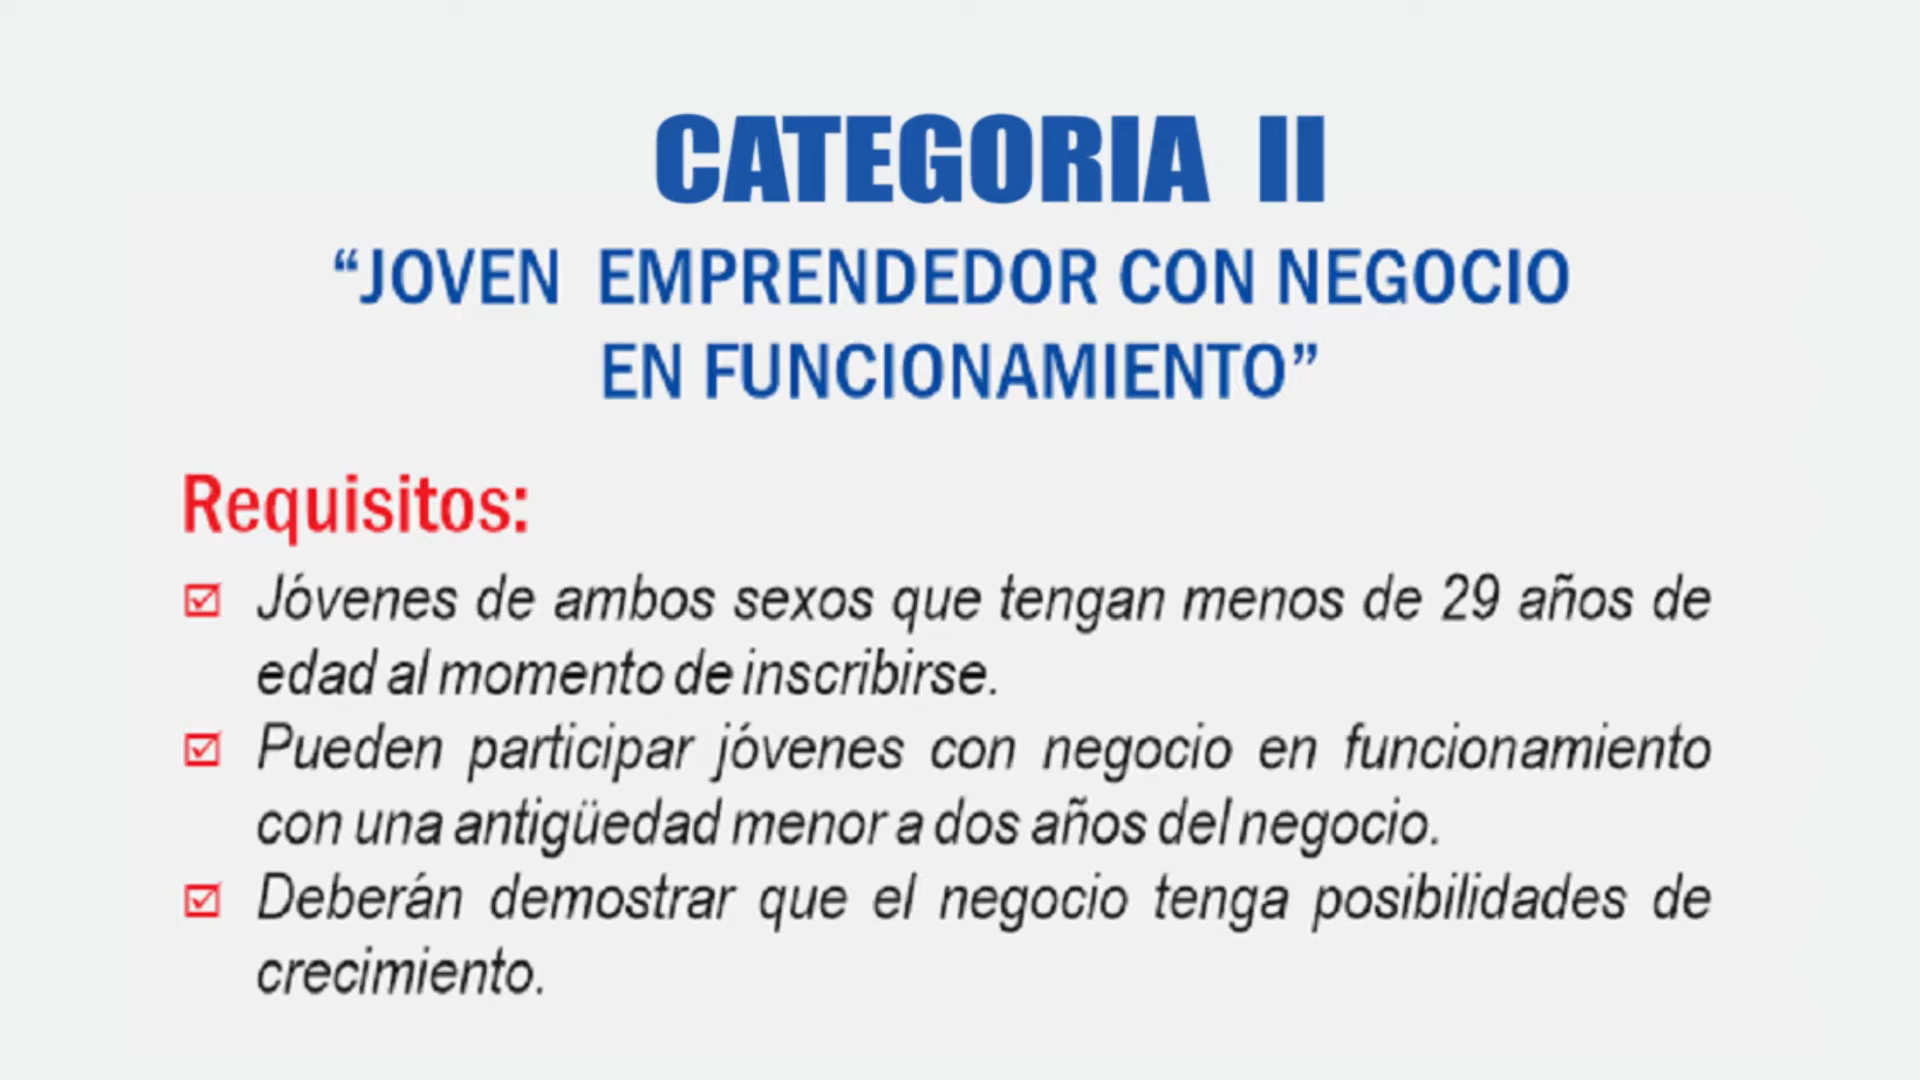 CATEGORIA II
“JOVEN EMPRENDEDOR CON NEGOCIO
EN FUNCIONAMIENTO”
Requisitos:
Jóvenes de ambos sexos que tengan menos de 29 años de
edad al momento de inscribirse.
Pueden participar jóvenes con negocio en funcionamiento
con una antigüedad menor a dos años del negocio.
Deberán demostrar que el negocio tenga posibilidades de
crecimiento.